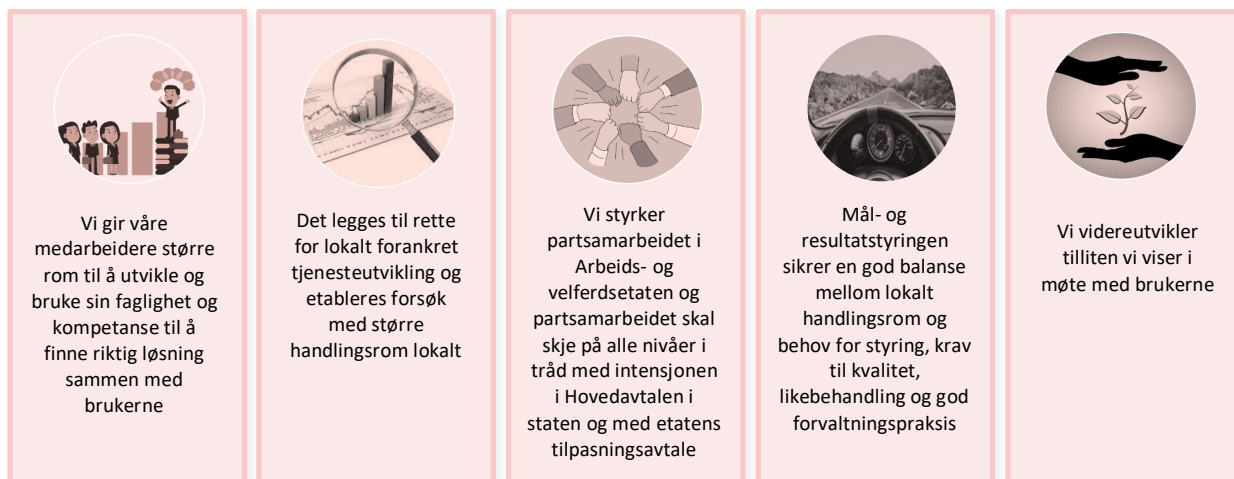 Vi gir våre
medarbeidere større
rom til å utvikle og
bruke sin faglighet og
kompetanse til å
finne riktig løsning
sammen med
brukerne
Det legges til rette
for lokalt forankret
tjenesteutvikling og
etableres forsøk
med større
handlingsrom lokalt
Vi styrker
partsamarbeidet i
Arbeids- og
velferdsetaten og
partsamarbeidet skal
skje på alle nivåer i
tråd med intensjonen
i Hovedavtalen i
staten og med etatens
tilpasningsavtale
Mål- og
resultatstyringen
sikrer en god balanse
mellom lokalt
handlingsrom og
behov for styring, krav
til kvalitet,
likebehandling og god
forvaltningspraksis
Vi videreutvikler
tilliten vi viser i
møte med brukerne